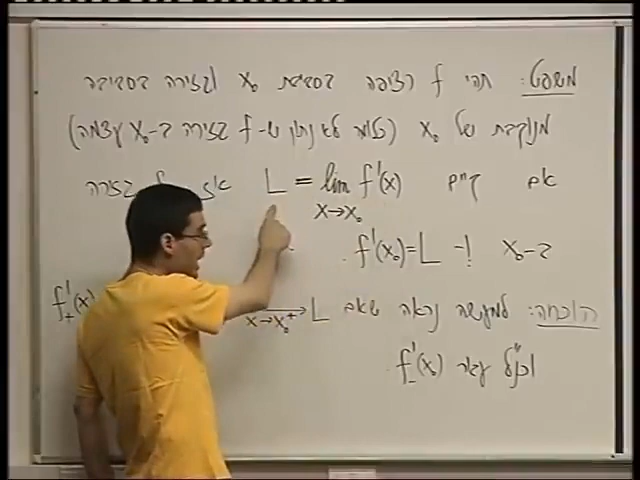 משפט: תהי f רציפה בסביבת x₀ וגזירה בסביבה
מנוקבת של x₀ (כלומר לא נתון ש-f גזירה ב-x₀ עצמה)
אם קיים L = lim f'(x) אז גזירה
x→x₀
ב-x₀ ו- f'(x₀)=L.
הוכחה: למעשה נראה שאם L
x→x₀⁺
f'₊(x)
וכנ"ל עבור f'₋(x₀).